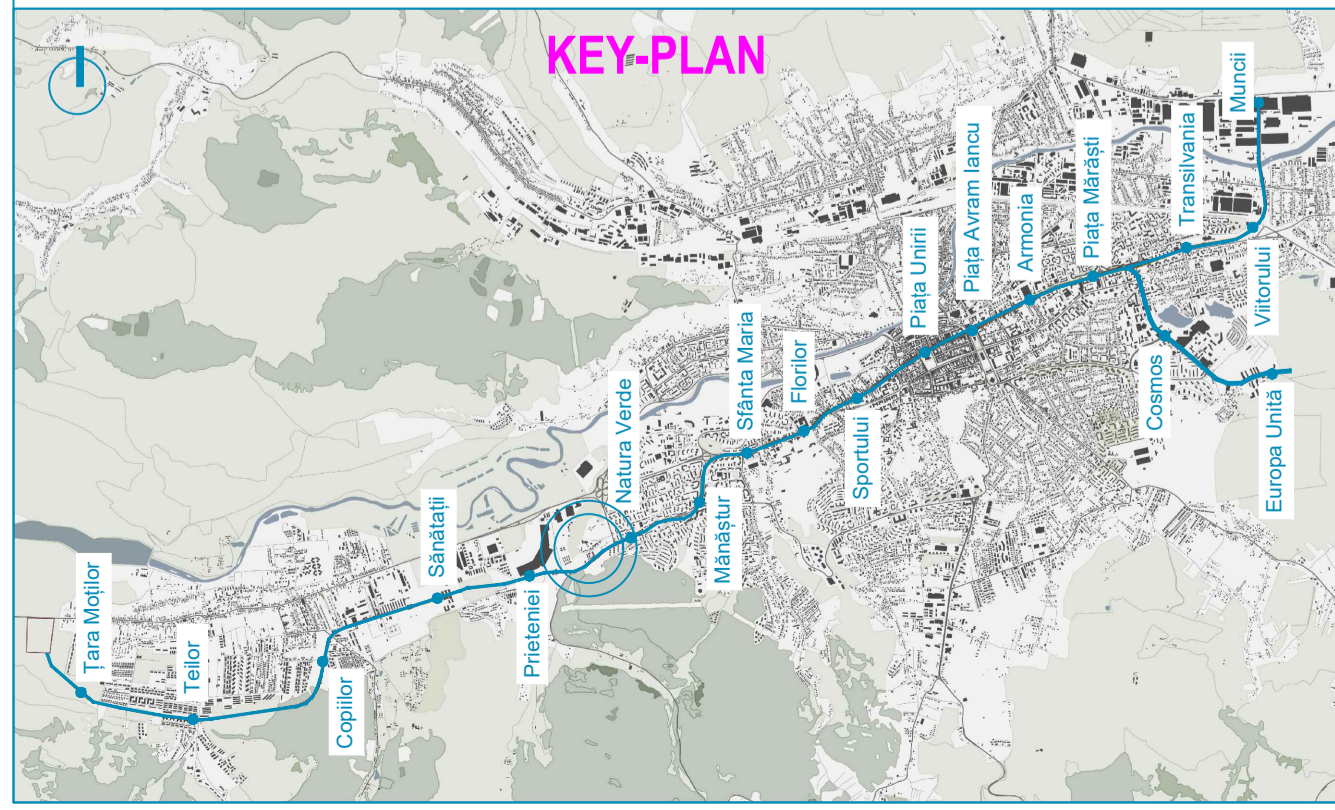 KEY-PLAN
Țara Moților
Teilor
Copiilor
Sănătații
Prieteniei
Natura Verde
Mănăștur
Sfânta Maria
Florilor
Sportului
Piața Unirii
Piața Avram Iancu
Armonia
Piața Mărăști
Transilvania
Viitorului
Muncii
Cosmos
Europa Unită